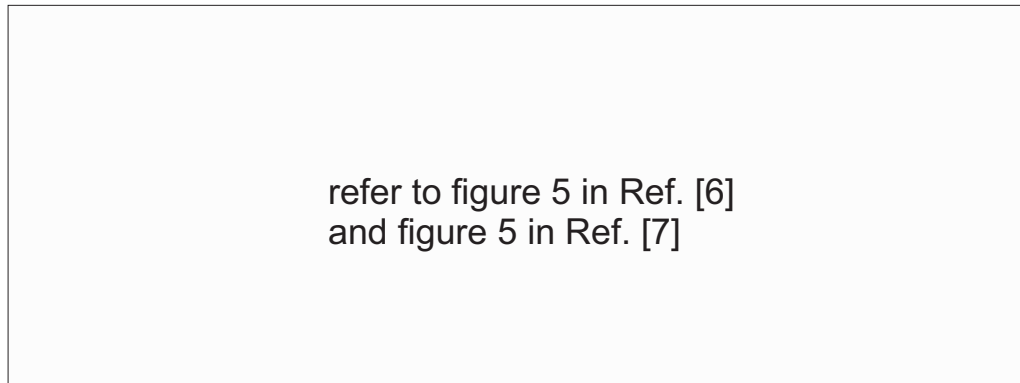 refer to figure 5 in Ref. [6]
and figure 5 in Ref. [7]